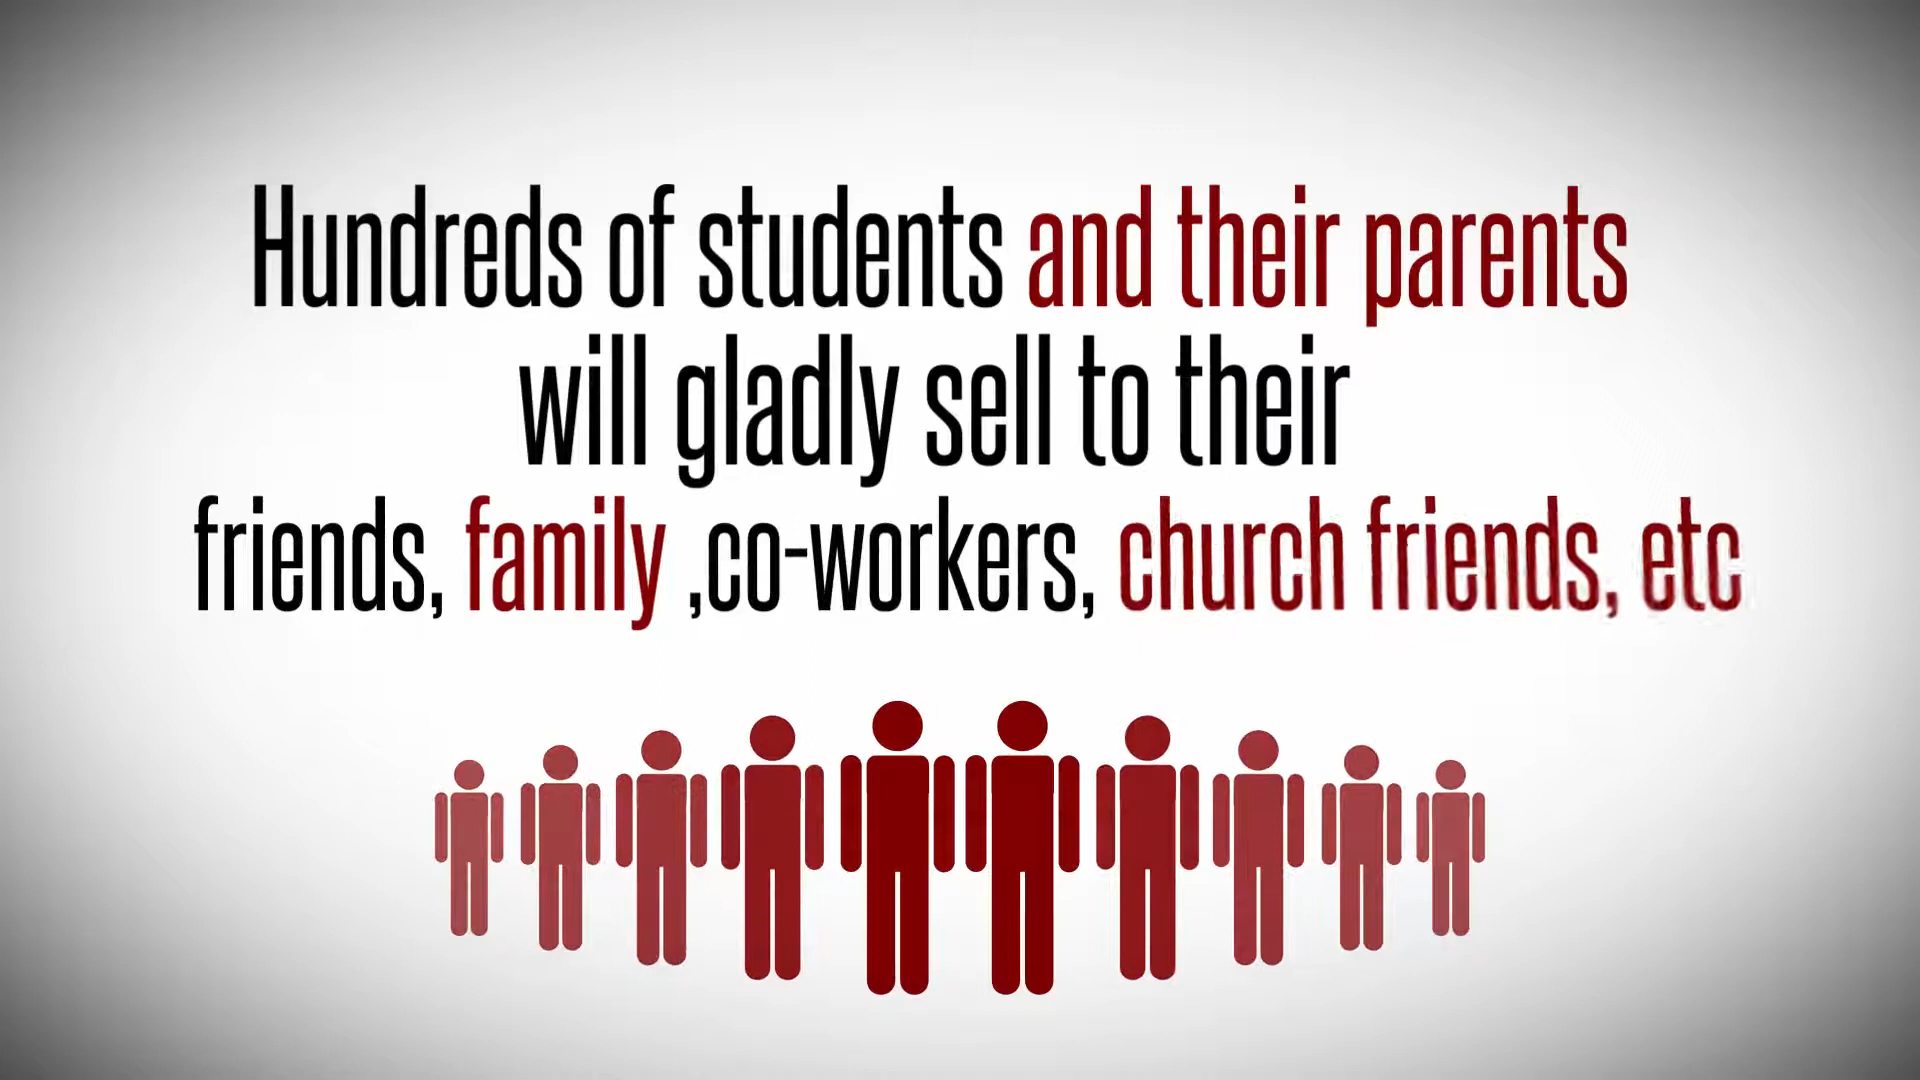 Hundreds of students and their parents
will gladly sell to their
friends, family ,co-workers, church friends, etc